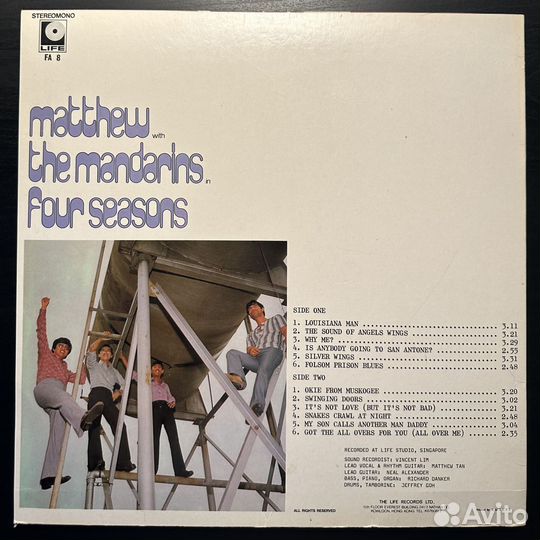 STEREOMONO
LIFE
FA 8
matthew with
the mandarins in
four seasons
SIDE ONE
1. LOUISIANA MAN ........ 3.11
2. THE SOUND OF ANGELS WINGS ........ 3.21
3. WHY ME? ........ 3.29
4. IS ANYBODY GOING TO SAN ANTONE? ........ 2.55
5. SILVER WINGS ........ 3.31
6. FOLSOM PRISON BLUES ........ 2.48
SIDE TWO
1. OKIE FROM MUSKOGEE ........ 3.20
2. SWINGING DOORS ........ 3.02
3. IT'S NOT LOVE (BUT IT'S NOT BAD) ........ 3.21
4. SNAKES CRAWL AT NIGHT ........ 2.48
5. MY SON CALLS ANOTHER MAN DADDY ........ 3.04
6. GOT THE ALL OVERS FOR YOU (ALL OVER ME) ........ 2.35
RECORDED AT LIFE STUDIO, SINGAPORE
SOUND RECORDIST: VINCENT LIM
LEAD VOCAL & RHYTHM GUITAR: MATTHEW TAN
LEAD GUITAR: NEAL ALEXANDER
BASS, PIANO, ORGAN: RICHARD DANKER
DRUMS, TAMBORINE: JEFFREY GOH
THE LIFE RECORDS LTD.
ALL RIGHTS RESERVED
EVEREST BUILDING
KOWLOON, HONG KONG TEL
Avito